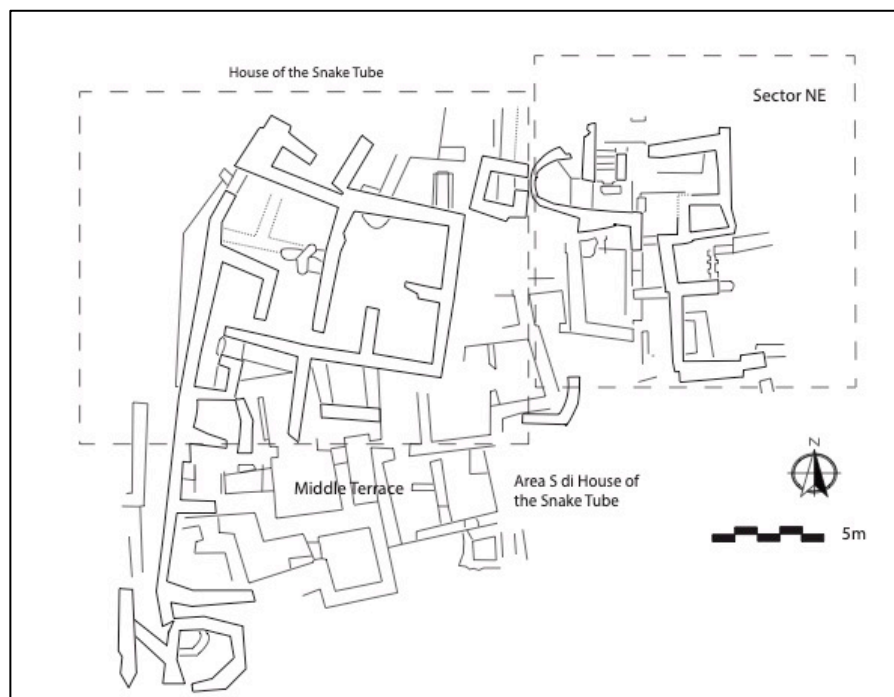 House of the Snake Tube
Sector NE
Middle Terrace
Area S di House of
the Snake Tube
N
5m